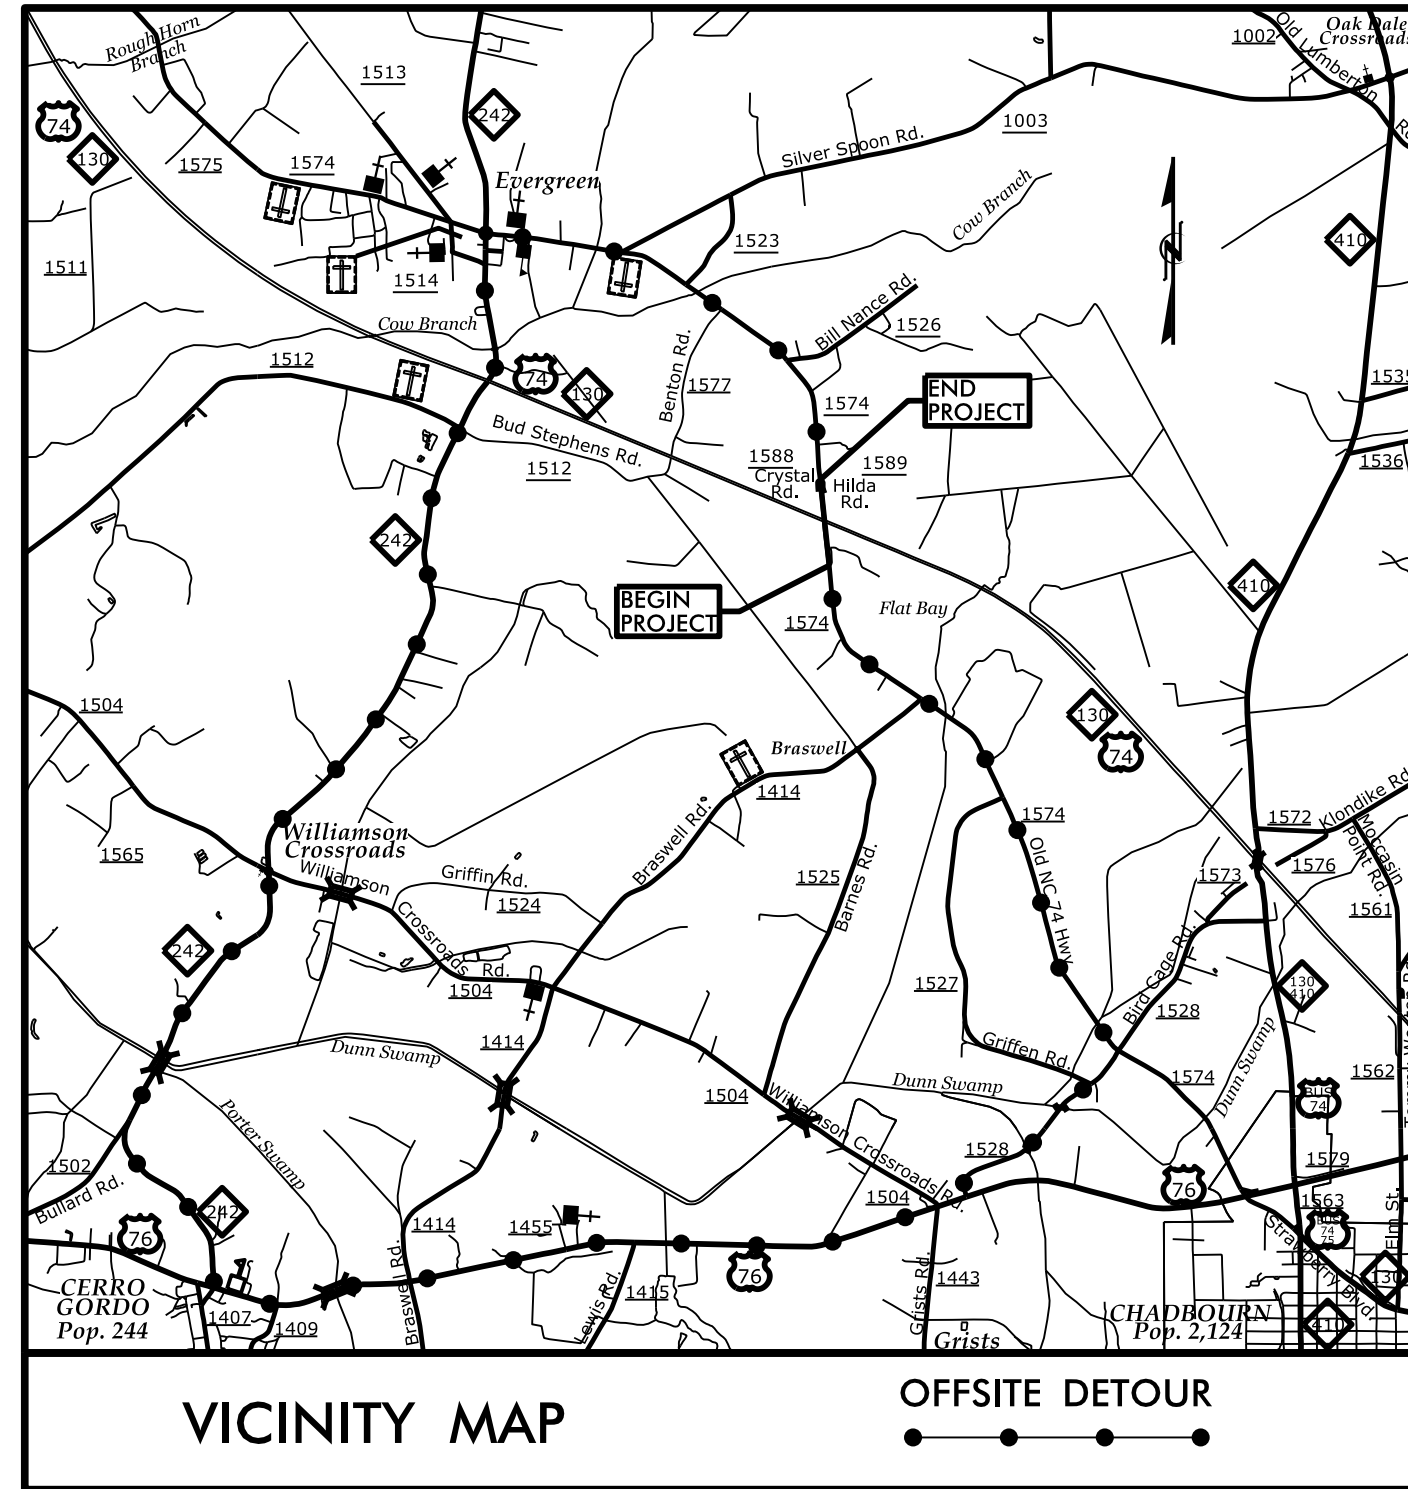 Rough Horn
Branch
1513
242
74
130
1575
1574
Evergreen
Silver Spoon Rd.
1003
1002
Old Lumberton
Oak Dale
Crossroads
Cow Branch
410
1523
1511
1514
Cow Branch
Bill Nance Rd.
1526
1512
74
130
Benton Rd.
1577
1574
END
PROJECT
1535
Bud Stephens Rd.
1512
1588
Crystal
Rd.
1589
Hilda
Rd.
1536
242
410
BEGIN
PROJECT
1574
Flat Bay
1504
Braswell
130
74
1414
1574
1572
Klondike Rd.
Moccasin
Point Rd.
Williamson
Crossroads
1565
Williamson
Crossroads
Rd.
Griffin Rd.
1524
Braswell Rd.
1525
Barnes Rd.
Old NC 74 Hwy
1573
1576
1561
242
1504
1527
Bird Cage Rd.
1528
130
410
1414
Dunn Swamp
Griffen Rd.
Dunn Swamp
1574
Dunn Swamp
1562
1504
Williamson Crossroads Rd.
BUS
74
Porter Swamp
1502
Bullard Rd.
1528
1579
76
1504
1563
Elm St.
242
76
1414
1455
BUS
74
75
Strawberry Blvd.
130
76
CERRO
GORDO
Pop. 244
1407
1409
Braswell Rd.
Lewis Rd.
1415
Grists Rd.
1443
Grists
CHADBOURN
Pop. 2,124
410
VICINITY MAP
OFFSITE DETOUR